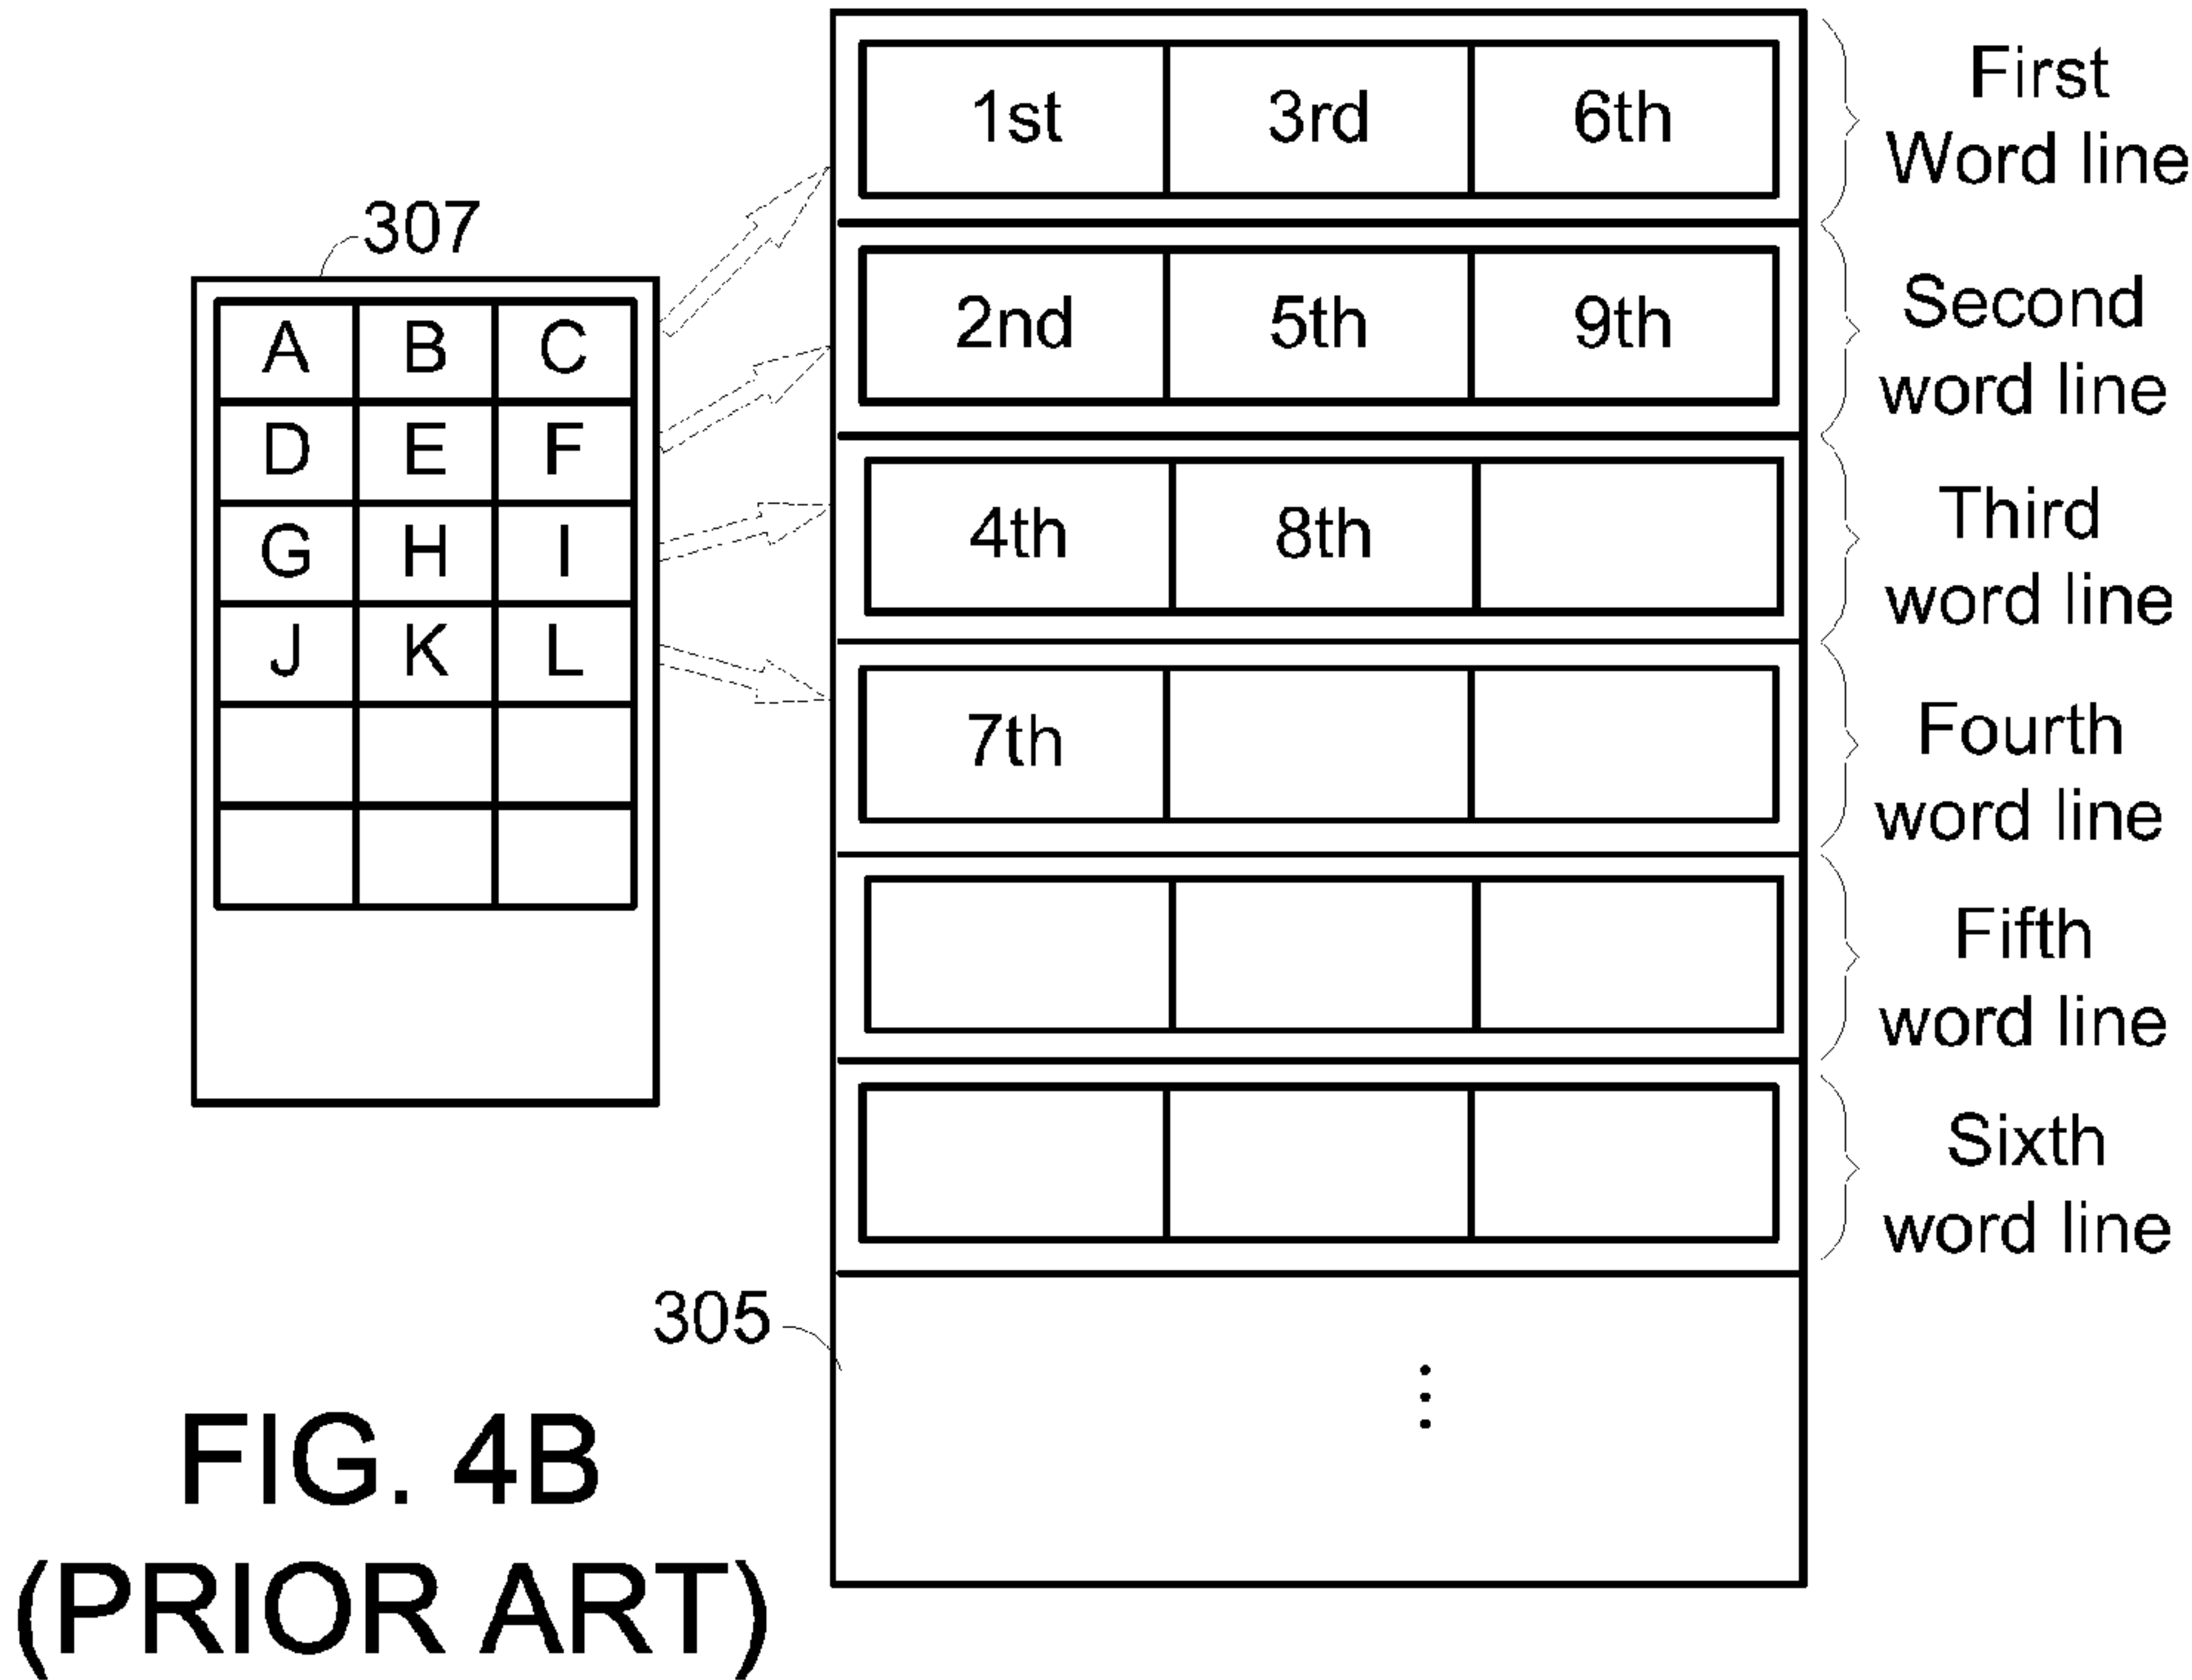 307
A B C
D E F
G H I
J K L
1st 3rd 6th
First
Word line
2nd 5th 9th
Second
word line
4th 8th
Third
word line
7th
Fourth
word line
Fifth
word line
Sixth
word line
305
⋮
FIG. 4B
(PRIOR ART)